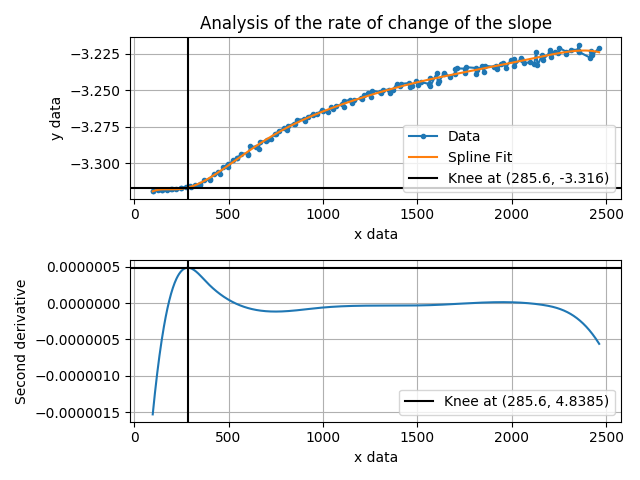 Analysis of the rate of change of the slope
y data
−3.225
−3.250
−3.275
−3.300
Data
Spline Fit
Knee at (285.6, -3.316)
0 500 1000 1500 2000 2500
x data
Second derivative
0.0000005
0.0000000
−0.0000005
−0.0000010
−0.0000015
Knee at (285.6, 4.8385)
0 500 1000 1500 2000 2500
x data